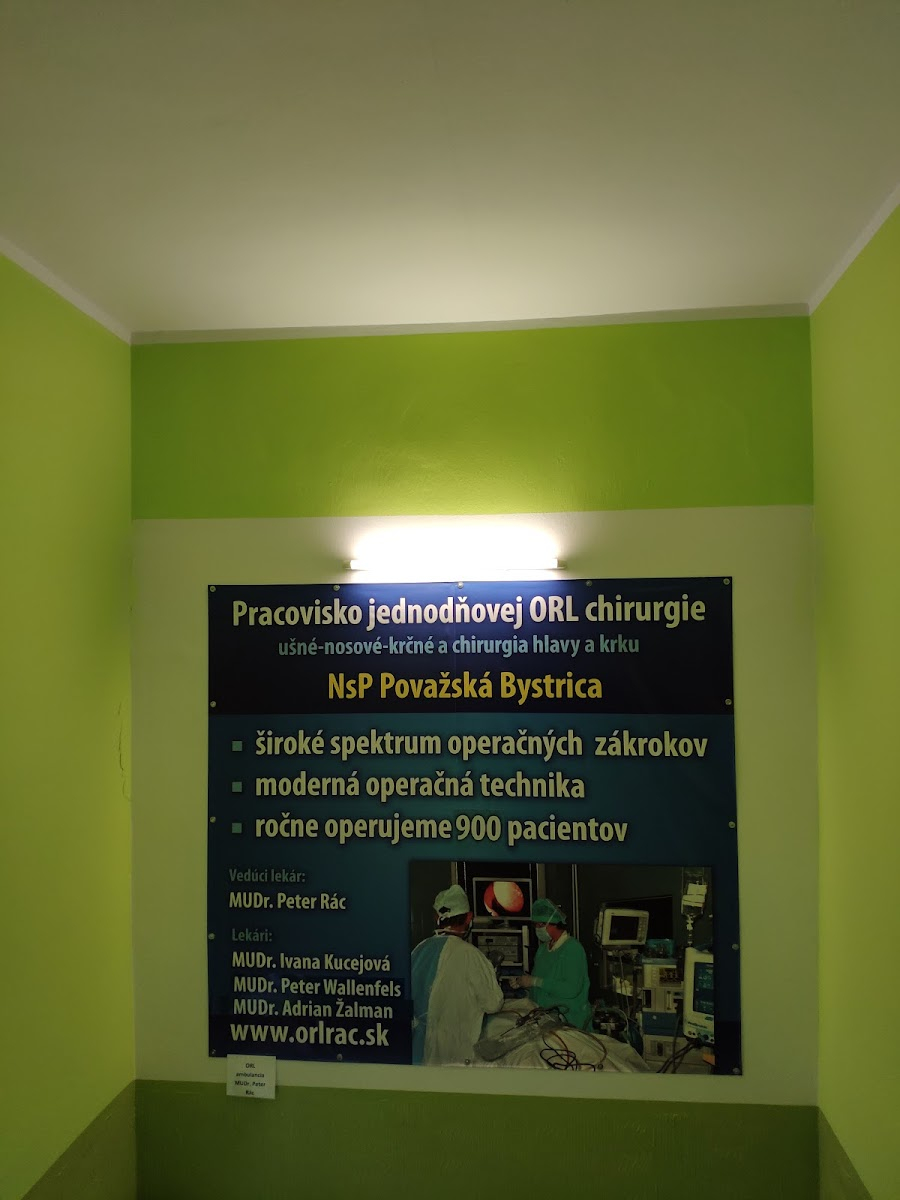 Pracovisko jednodňovej ORL chirurgie
ušné-nosové-krčné a chirurgia hlavy a krku
NsP Považská Bystrica
široké spektrum operačných zákrokov
moderná operačná technika
ročne operujeme 900 pacientov
Vedúci lekár:
MUDr. Peter Rác
Lekári:
MUDr. Ivana Kucejová
MUDr. Peter Wallenfels
MUDr. Adrian Žalman
www.orlrac.sk
ORL
ambulancia
MUDr. Peter
Rác